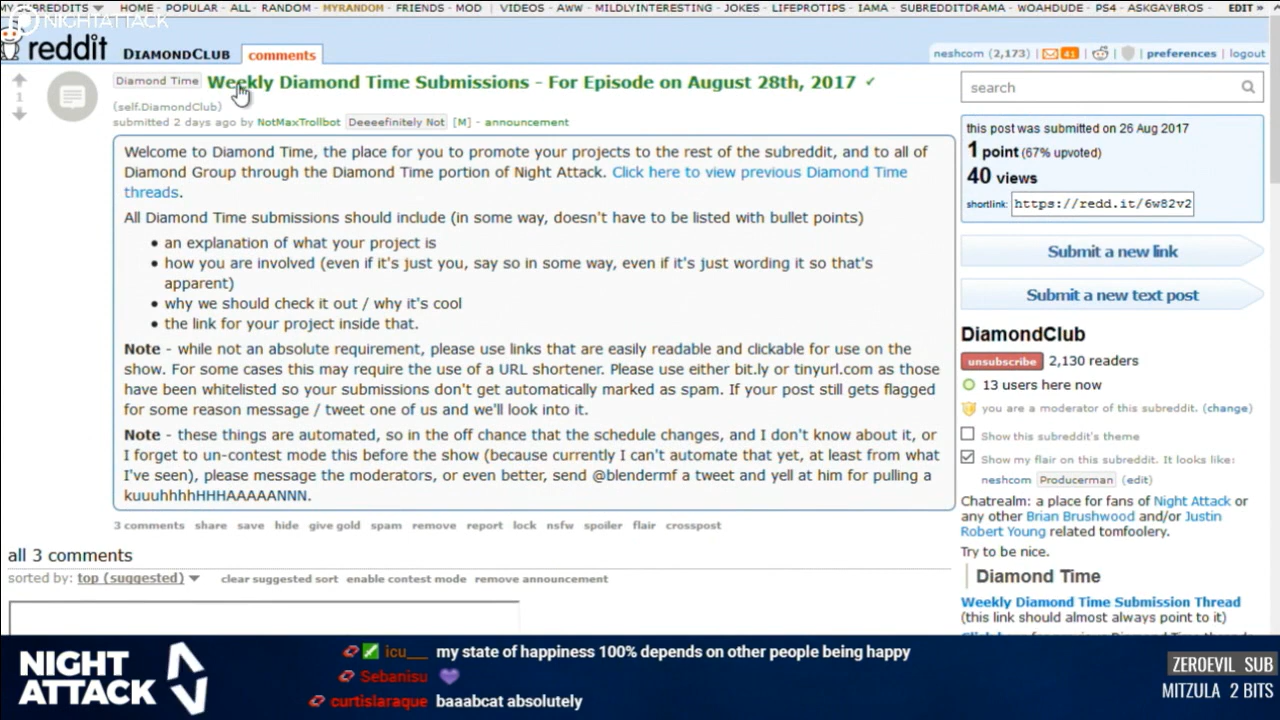 MY SUBREDDITS HOME - POPULAR - ALL - RANDOM - MYRANDOM - FRIENDS - MOD | VIDEOS - AWW - MILDLYINTERESTING - JOKES - LIFEPROTIPS - IAMA - SUBREDDITDRAMA - WOAHDUDE - PS4 - ASKGAYBROS - EDIT »
NIGHTATTACK
reddit DIAMONDCLUB comments
neshcom (2,173) | 41 | preferences | logout
1
Diamond Time Weekly Diamond Time Submissions - For Episode on August 28th, 2017 ✓
(self.DiamondClub)
submitted 2 days ago by NotMaxTrollbot Deeeefinitely Not [M] - announcement
Welcome to Diamond Time, the place for you to promote your projects to the rest of the subreddit, and to all of
Diamond Group through the Diamond Time portion of Night Attack. Click here to view previous Diamond Time
threads.
All Diamond Time submissions should include (in some way, doesn't have to be listed with bullet points)
• an explanation of what your project is
• how you are involved (even if it's just you, say so in some way, even if it's just wording it so that's
apparent)
• why we should check it out / why it's cool
• the link for your project inside that.
Note - while not an absolute requirement, please use links that are easily readable and clickable for use on the
show. For some cases this may require the use of a URL shortener. Please use either bit.ly or tinyurl.com as those
have been whitelisted so your submissions don't get automatically marked as spam. If your post still gets flagged
for some reason message / tweet one of us and we'll look into it.
Note - these things are automated, so in the off chance that the schedule changes, and I don't know about it, or
I forget to un-contest mode this before the show (because currently I can't automate that yet, at least from what
I've seen), please message the moderators, or even better, send @blendermf a tweet and yell at him for pulling a
kuuuhhhhHHHAAAAANNN.
3 comments share save hide give gold spam remove report lock nsfw spoiler flair crosspost
all 3 comments
sorted by: top (suggested) clear suggested sort enable contest mode remove announcement
search
this post was submitted on 26 Aug 2017
1 point (67% upvoted)
40 views
shortlink: https://redd.it/6w82v2
Submit a new link
Submit a new text post
DiamondClub
unsubscribe 2,130 readers
13 users here now
you are a moderator of this subreddit. (change)
Show this subreddit's theme
Show my flair on this subreddit. It looks like:
neshcom Producerman (edit)
Chatrealm: a place for fans of Night Attack or
any other Brian Brushwood and/or Justin
Robert Young related tomfoolery.
Try to be nice.
Diamond Time
Weekly Diamond Time Submission Thread
(this link should almost always point to it)
NIGHT
ATTACK
icu___ my state of happiness 100% depends on other people being happy
Sebanisu 💜
curtislaraque baaabcat absolutely
ZEROEVIL SUB
MITZULA 2 BITS